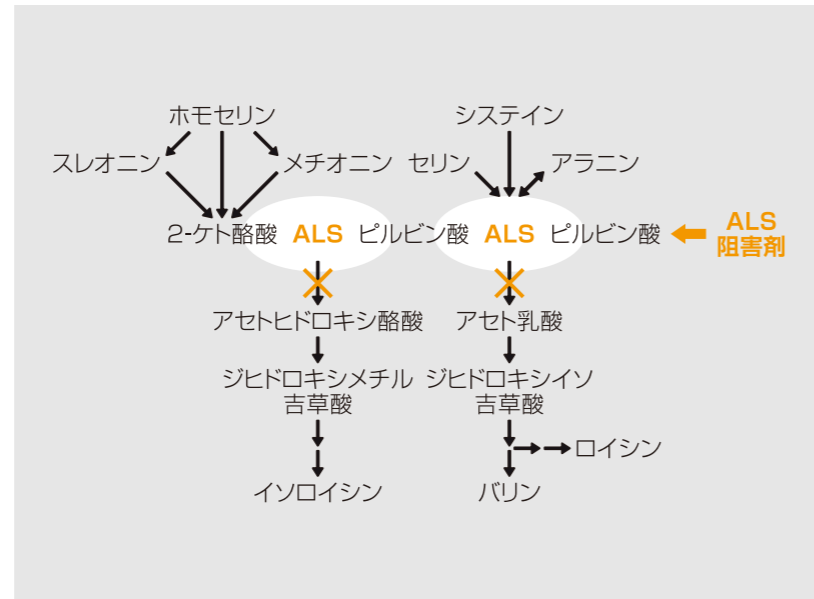 ホモセリン
システイン
スレオニン
メチオニン
セリン
アラニン
2-ケト酪酸 ALS ピルビン酸 ALS ピルビン酸
ALS
阻害剤
アセトヒドロキシ酪酸
アセト乳酸
ジヒドロキシメチル
吉草酸
ジヒドロキシイソ
吉草酸
ロイシン
イソロイシン
バリン